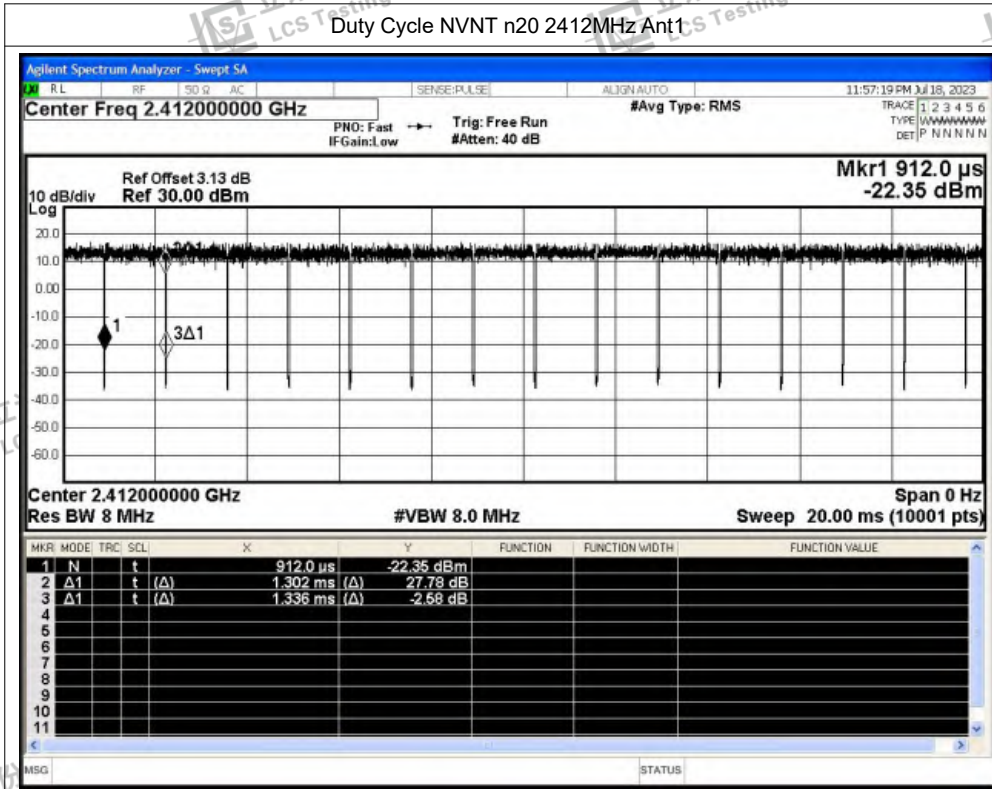 Duty Cycle NVNT n20 2412MHz Ant1
LCS Testing
LCS Testing
Agilent Spectrum Analyzer - Swept SA
RL RF 50 Ω AC SENSE:PULSE ALIGN AUTO 11:57:19 PM Jul 18, 2023
Center Freq 2.412000000 GHz #Avg Type: RMS TRACE 1 2 3 4 5 6
PNO: Fast Trig: Free Run TYPE WWWWWW
IFGain:Low #Atten: 40 dB DET P N N N N N
Mkr1 912.0 µs
Ref Offset 3.13 dB
10 dB/div Ref 30.00 dBm -22.35 dBm
Log
20.0
10.0
0.00
-10.0
1
3Δ1
-20.0
-30.0
-40.0
-50.0
-60.0
Center 2.412000000 GHz Span 0 Hz
Res BW 8 MHz #VBW 8.0 MHz Sweep 20.00 ms (10001 pts)
MKR MODE TRC SCL X Y FUNCTION FUNCTION WIDTH FUNCTION VALUE
1 N t 912.0 µs -22.35 dBm
2 Δ1 t (Δ) 1.302 ms (Δ) 27.78 dB
3 Δ1 t (Δ) 1.336 ms (Δ) -2.58 dB
4
5
6
7
8
9
10
11
MSG STATUS